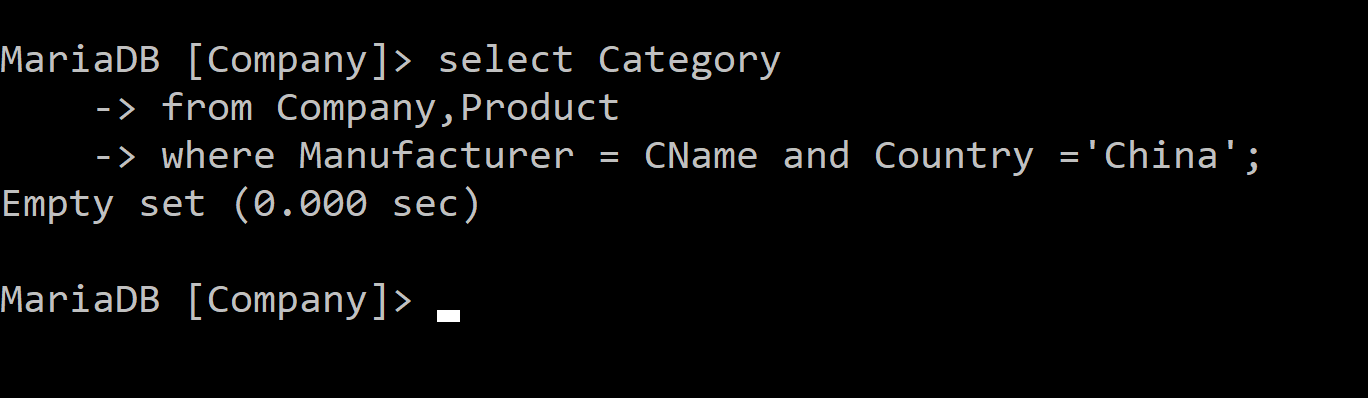 MariaDB [Company]> select Category
    -> from Company,Product
    -> where Manufacturer = CName and Country ='China';
Empty set (0.000 sec)
MariaDB [Company]>